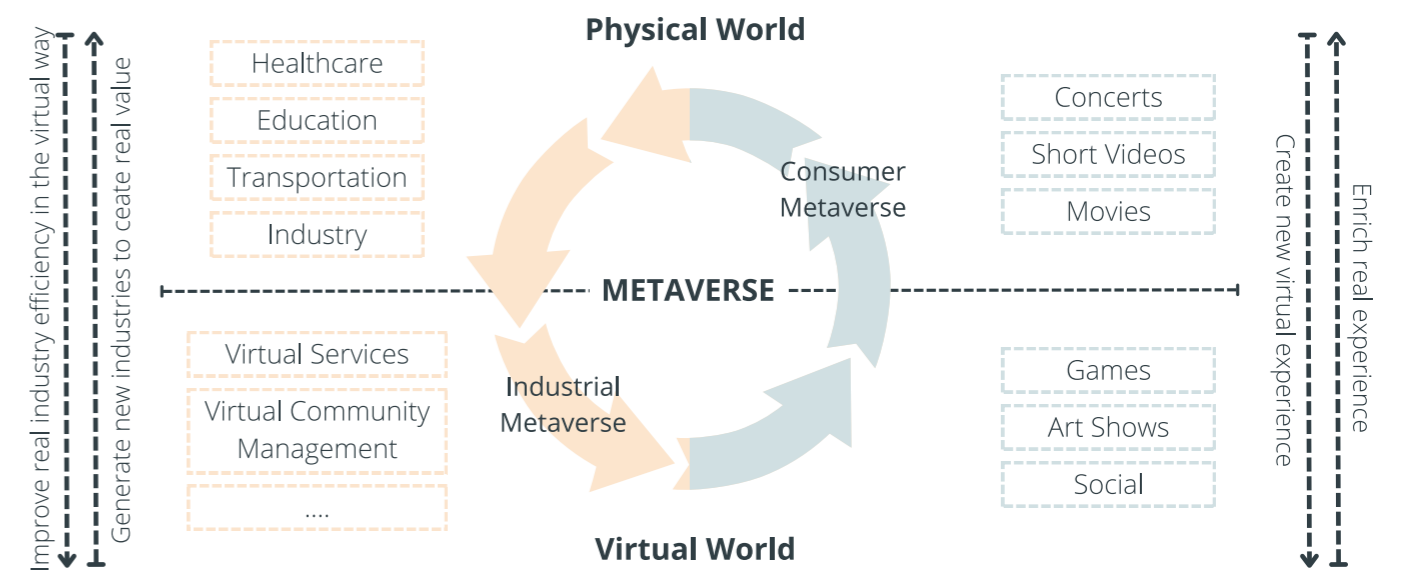 Physical World
Improve real industry efficiency in the virtual way
Generate new industries to ceate real value
Healthcare
Education
Transportation
Industry
Concerts
Short Videos
Movies
Consumer
Metaverse
METAVERSE
Create new virtual experience
Enrich real experience
Virtual Services
Virtual Community
Management
....
Industrial
Metaverse
Games
Art Shows
Social
Virtual World